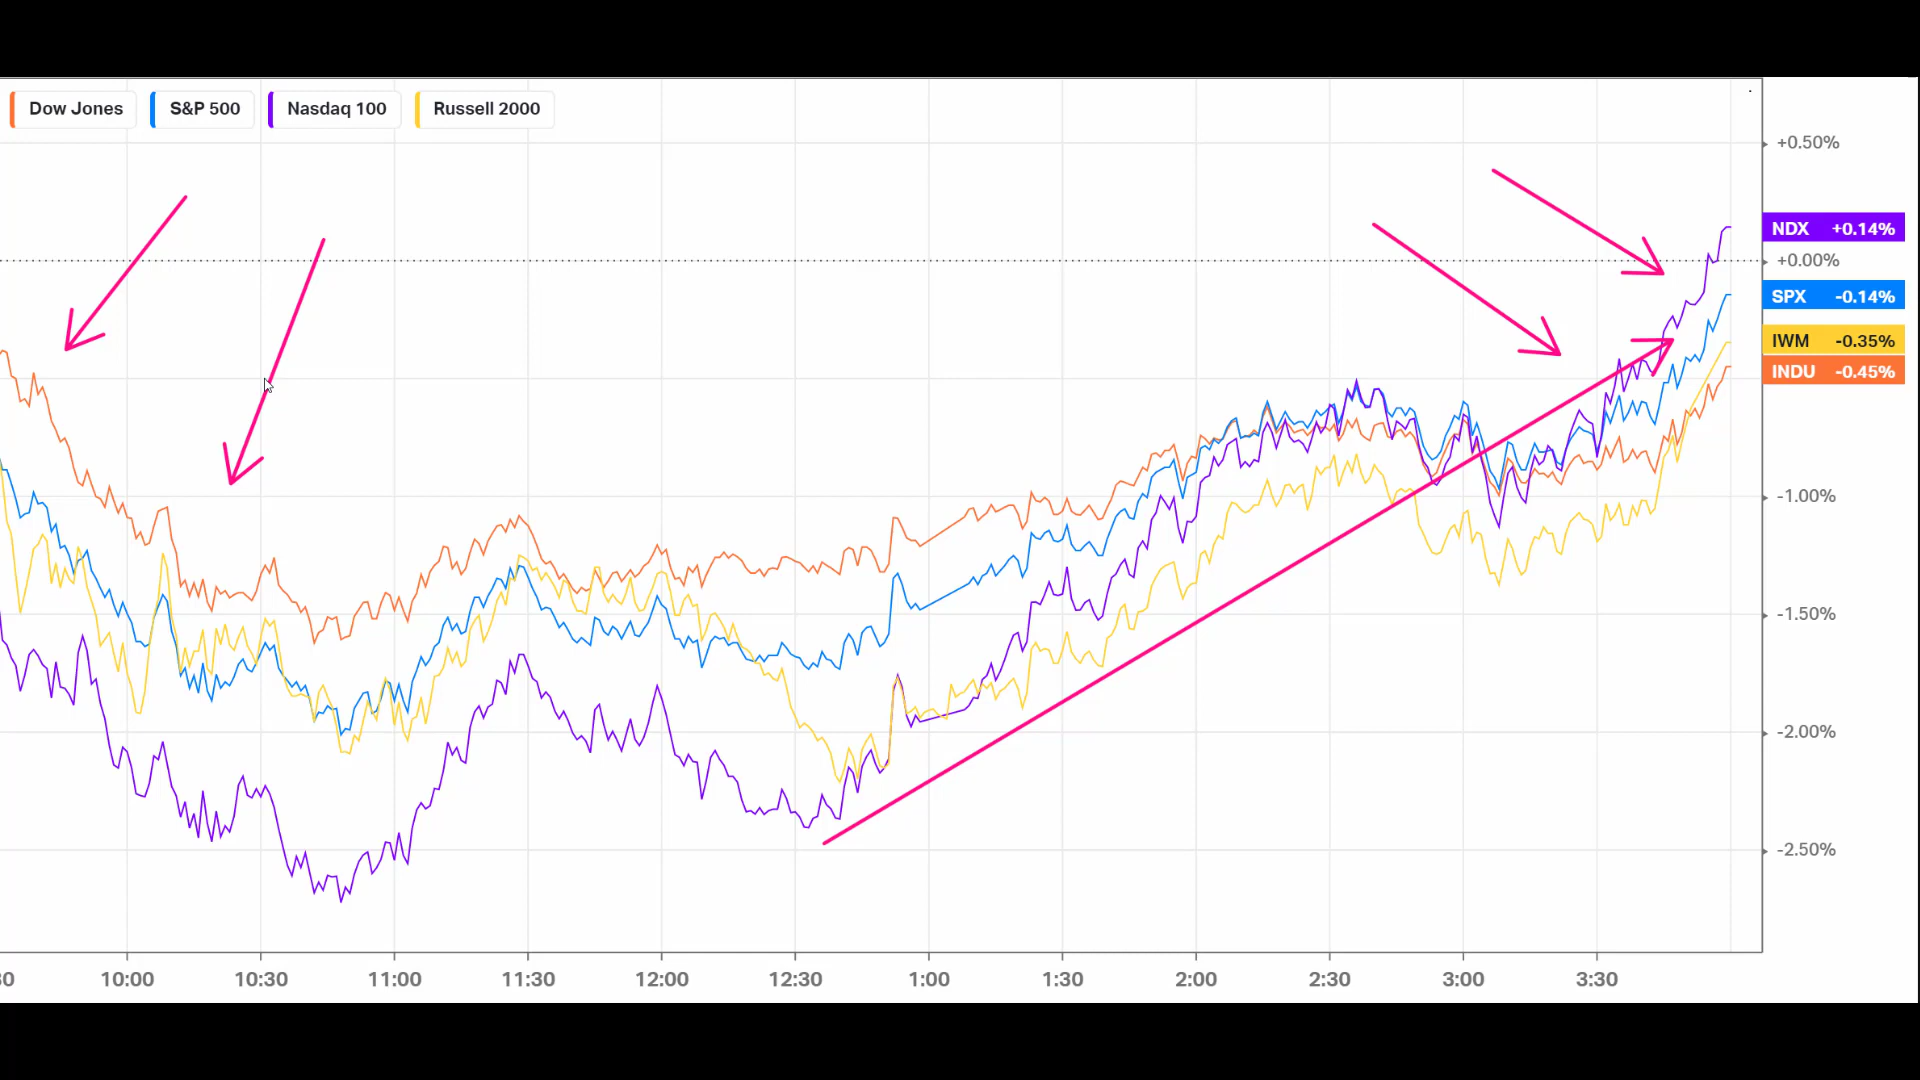 Dow Jones S&P 500 Nasdaq 100 Russell 2000
+0.50%
NDX +0.14%
+0.00%
SPX -0.14%
IWM -0.35%
INDU -0.45%
-1.00%
-1.50%
-2.00%
-2.50%
10:00 10:30 11:00 11:30 12:00 12:30 1:00 1:30 2:00 2:30 3:00 3:30